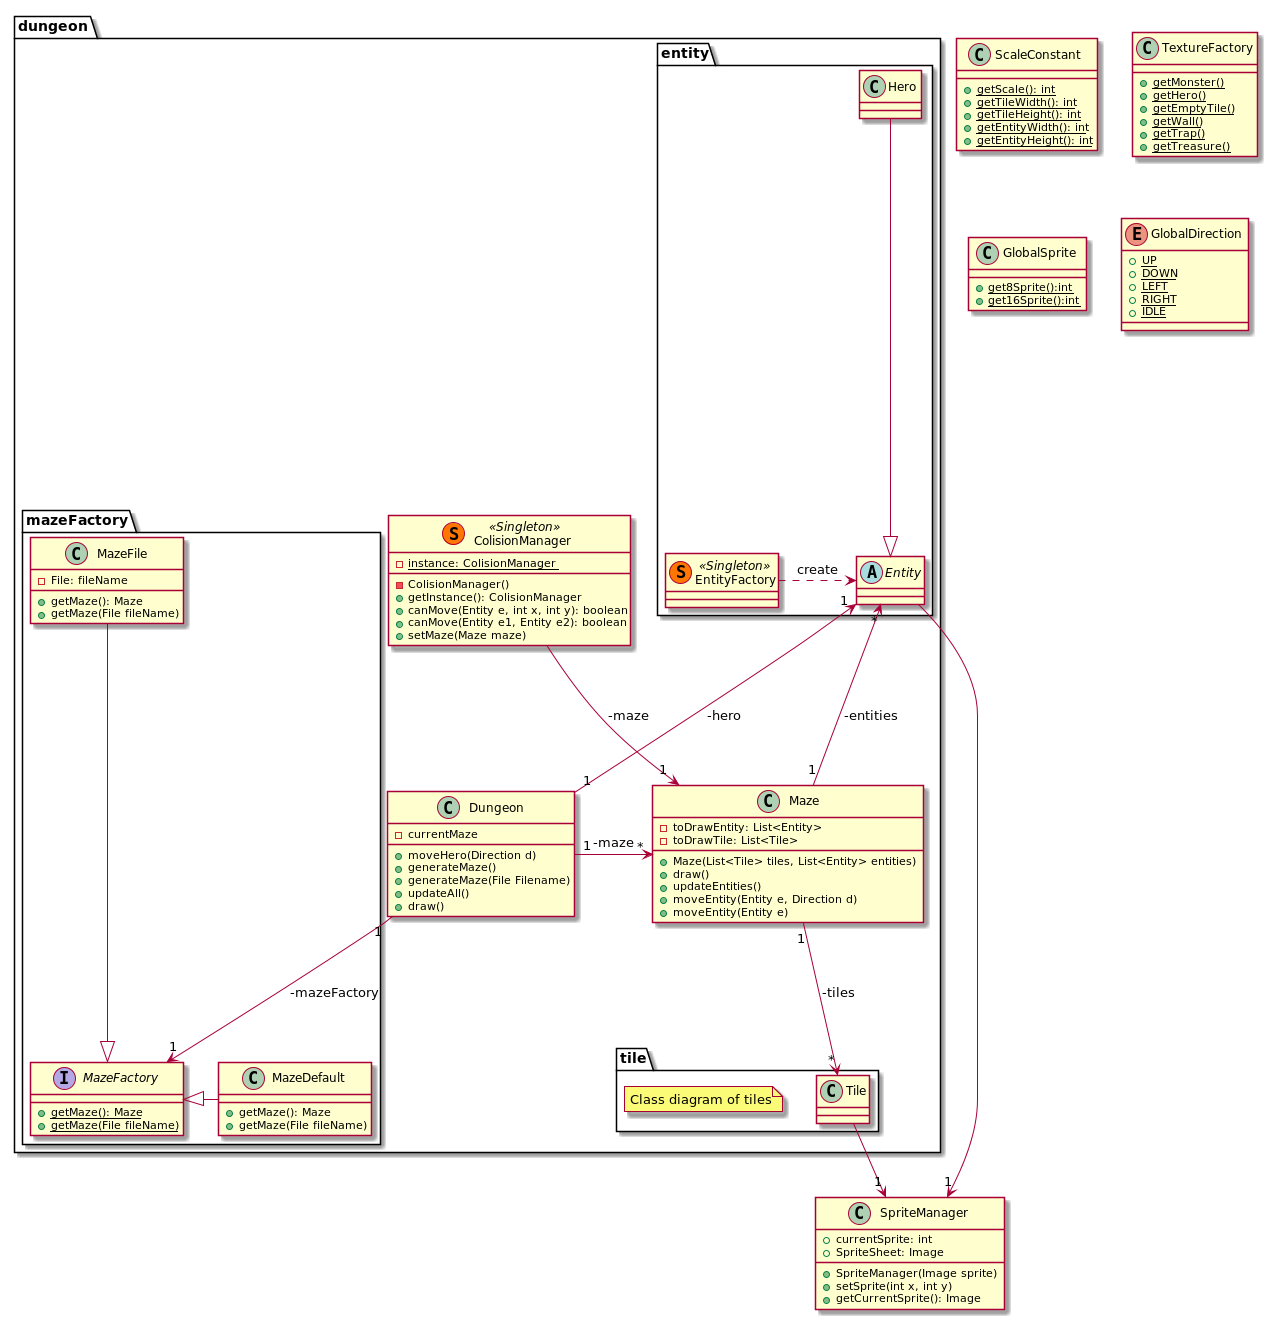 dungeon
entity
C Hero
C ScaleConstant
getScale(): int
getTileWidth(): int
getTileHeight(): int
getEntityWidth(): int
getEntityHeight(): int
C TextureFactory
getMonster()
getHero()
getEmptyTile()
getWall()
getTrap()
getTreasure()
C GlobalSprite
get8Sprite():int
get16Sprite():int
E GlobalDirection
UP
DOWN
LEFT
RIGHT
IDLE
mazeFactory
C MazeFile
File: fileName
getMaze(): Maze
getMaze(File fileName)
S «Singleton»
ColisionManager
instance: ColisionManager
ColisionManager()
getInstance(): ColisionManager
canMove(Entity e, int x, int y): boolean
canMove(Entity e1, Entity e2): boolean
setMaze(Maze maze)
S «Singleton»
EntityFactory
create
A Entity
1
*
-maze
-hero
-entities
1
1
1
C Dungeon
currentMaze
moveHero(Direction d)
generateMaze()
generateMaze(File Filename)
updateAll()
draw()
1
-maze
*
C Maze
toDrawEntity: List<Entity>
toDrawTile: List<Tile>
Maze(List<Tile> tiles, List<Entity> entities)
draw()
updateEntities()
moveEntity(Entity e, Direction d)
moveEntity(Entity e)
1
1
-mazeFactory
-tiles
1
*
I MazeFactory
getMaze(): Maze
getMaze(File fileName)
C MazeDefault
getMaze(): Maze
getMaze(File fileName)
tile
Class diagram of tiles
C Tile
1
1
C SpriteManager
currentSprite: int
SpriteSheet: Image
SpriteManager(Image sprite)
setSprite(int x, int y)
getCurrentSprite(): Image